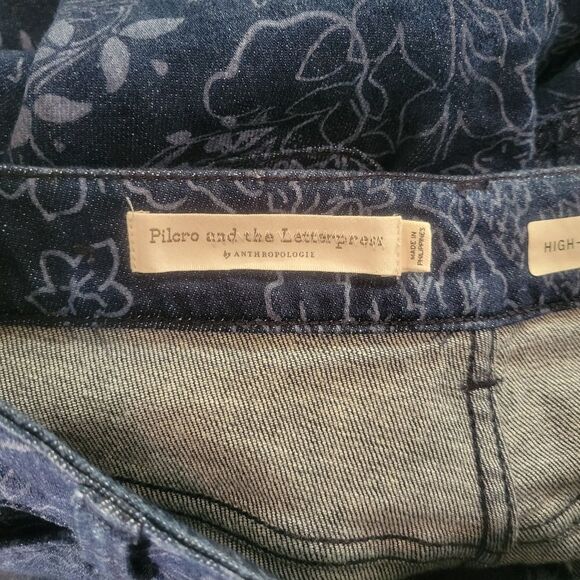 Pilcro and the Letterpress
by ANTHROPOLOGIE
MADE IN
PHILIPPINES
HIGH-